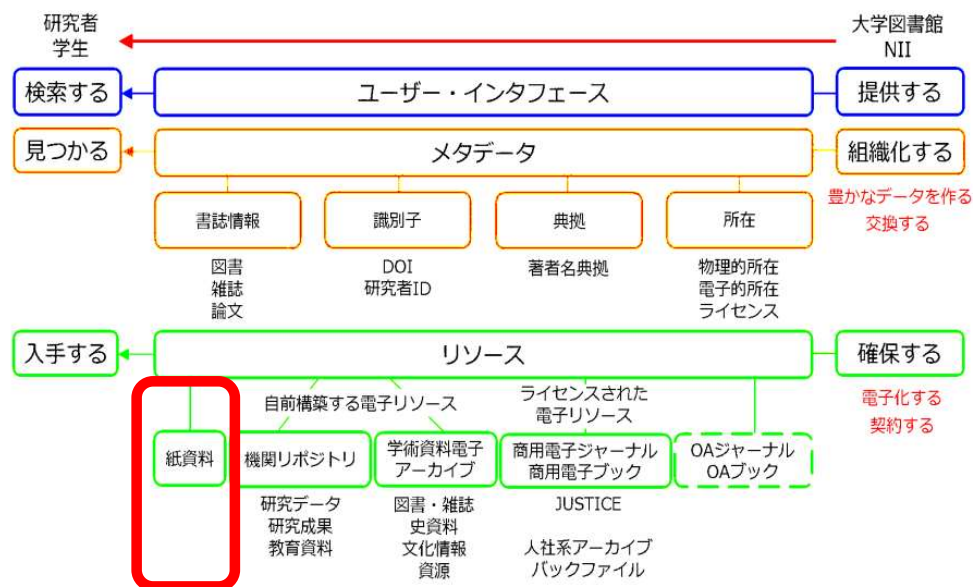 研究者
学生
大学図書館
NII
検索する
ユーザー・インタフェース
提供する
見つかる
メタデータ
組織化する
豊かなデータを作る
交換する
書誌情報
識別子
典拠
所在
図書
雑誌
論文
DOI
研究者ID
著者名典拠
物理的所在
電子的所在
ライセンス
入手する
リソース
確保する
電子化する
契約する
自前構築する電子リソース
ライセンスされた
電子リソース
紙資料
機関リポジトリ
学術資料電子
アーカイブ
商用電子ジャーナル
商用電子ブック
OAジャーナル
OAブック
研究データ
研究成果
教育資料
図書・雑誌
史資料
文化情報
資源
JUSTICE
人社系アーカイブ
バックファイル